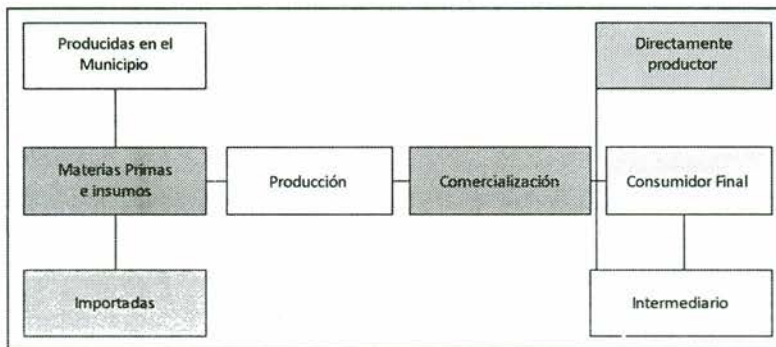 Producidas en el
Municipio
Directamente
productor
Materias Primas
e insumos
Producción
Comercialización
Consumidor Final
Importadas
Intermediario